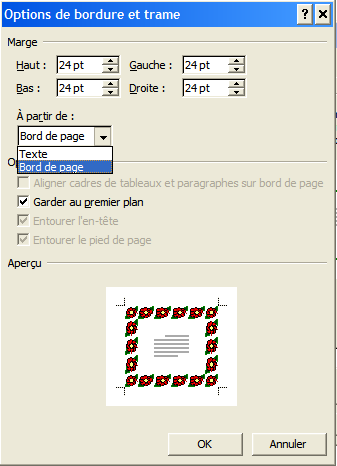 Options de bordure et trame
Marge
Haut : 24 pt Gauche : 24 pt
Bas : 24 pt Droite : 24 pt
À partir de :
Bord de page
Texte
Bord de page
Aligner cadres de tableaux et paragraphes sur bord de page
Garder au premier plan
Entourer l'en-tête
Entourer le pied de page
Aperçu
OK Annuler